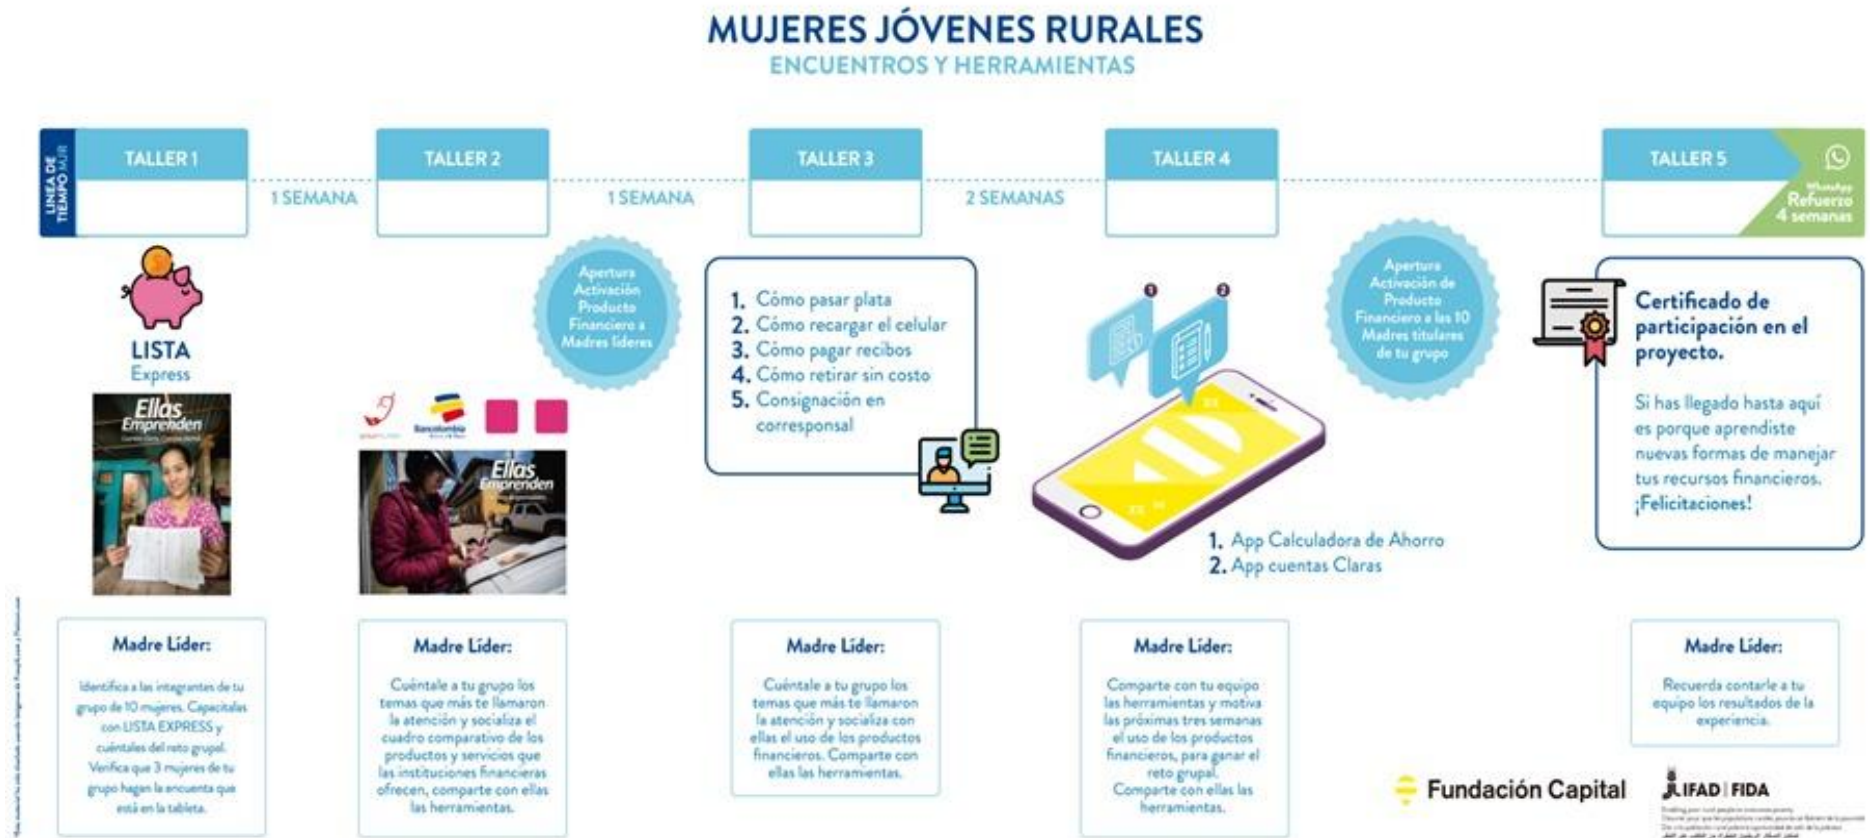 MUJERES JÓVENES RURALES
ENCUENTROS Y HERRAMIENTAS
LINEA DE
TIEMPO MJR
TALLER 1
1 SEMANA
TALLER 2
1 SEMANA
TALLER 3
2 SEMANAS
TALLER 4
TALLER 5
WhatsApp
Refuerzo
4 semanas
LISTA
Express
Ellas
Emprenden
Bancolombia
Ellas
Emprenden
Apertura
Activación
Producto
Financiero a
Madres líderes
1. Cómo pasar plata
2. Cómo recargar el celular
3. Cómo pagar recibos
4. Cómo retirar sin costo
5. Consignación en
corresponsal
1
2
1. App Calculadora de Ahorro
2. App cuentas Claras
Apertura
Activación de
Producto
Financiero a las 10
Madres titulares
de tu grupo
Certificado de
participación en el
proyecto.
Si has llegado hasta aquí
es porque aprendiste
nuevas formas de manejar
tus recursos financieros.
¡Felicitaciones!
Madre Líder:
Identifica a las integrantes de tu
grupo de 10 mujeres. Capacítalas
con LISTA EXPRESS y
cuéntales del reto grupal.
Verifica que 3 mujeres de tu
grupo hagan la encuenta que
está en la tableta.
Madre Líder:
Cuéntale a tu grupo los
temas que más te llamaron
la atención y socializa el
cuadro comparativo de los
productos y servicios que
las instituciones financieras
ofrecen, comparte con ellas
las herramientas.
Madre Líder:
Cuéntale a tu grupo los
temas que más te llamaron
la atención y socializa con
ellas el uso de los productos
financieros. Comparte con
ellas las herramientas.
Madre Líder:
Comparte con tu equipo
las herramientas y motiva
las próximas tres semanas
el uso de los productos
financieros, para ganar el
reto grupal.
Comparte con ellas las
herramientas.
Madre Líder:
Recuerda contarle a tu
equipo los resultados de la
experiencia.
Fundación Capital
IFAD | FIDA